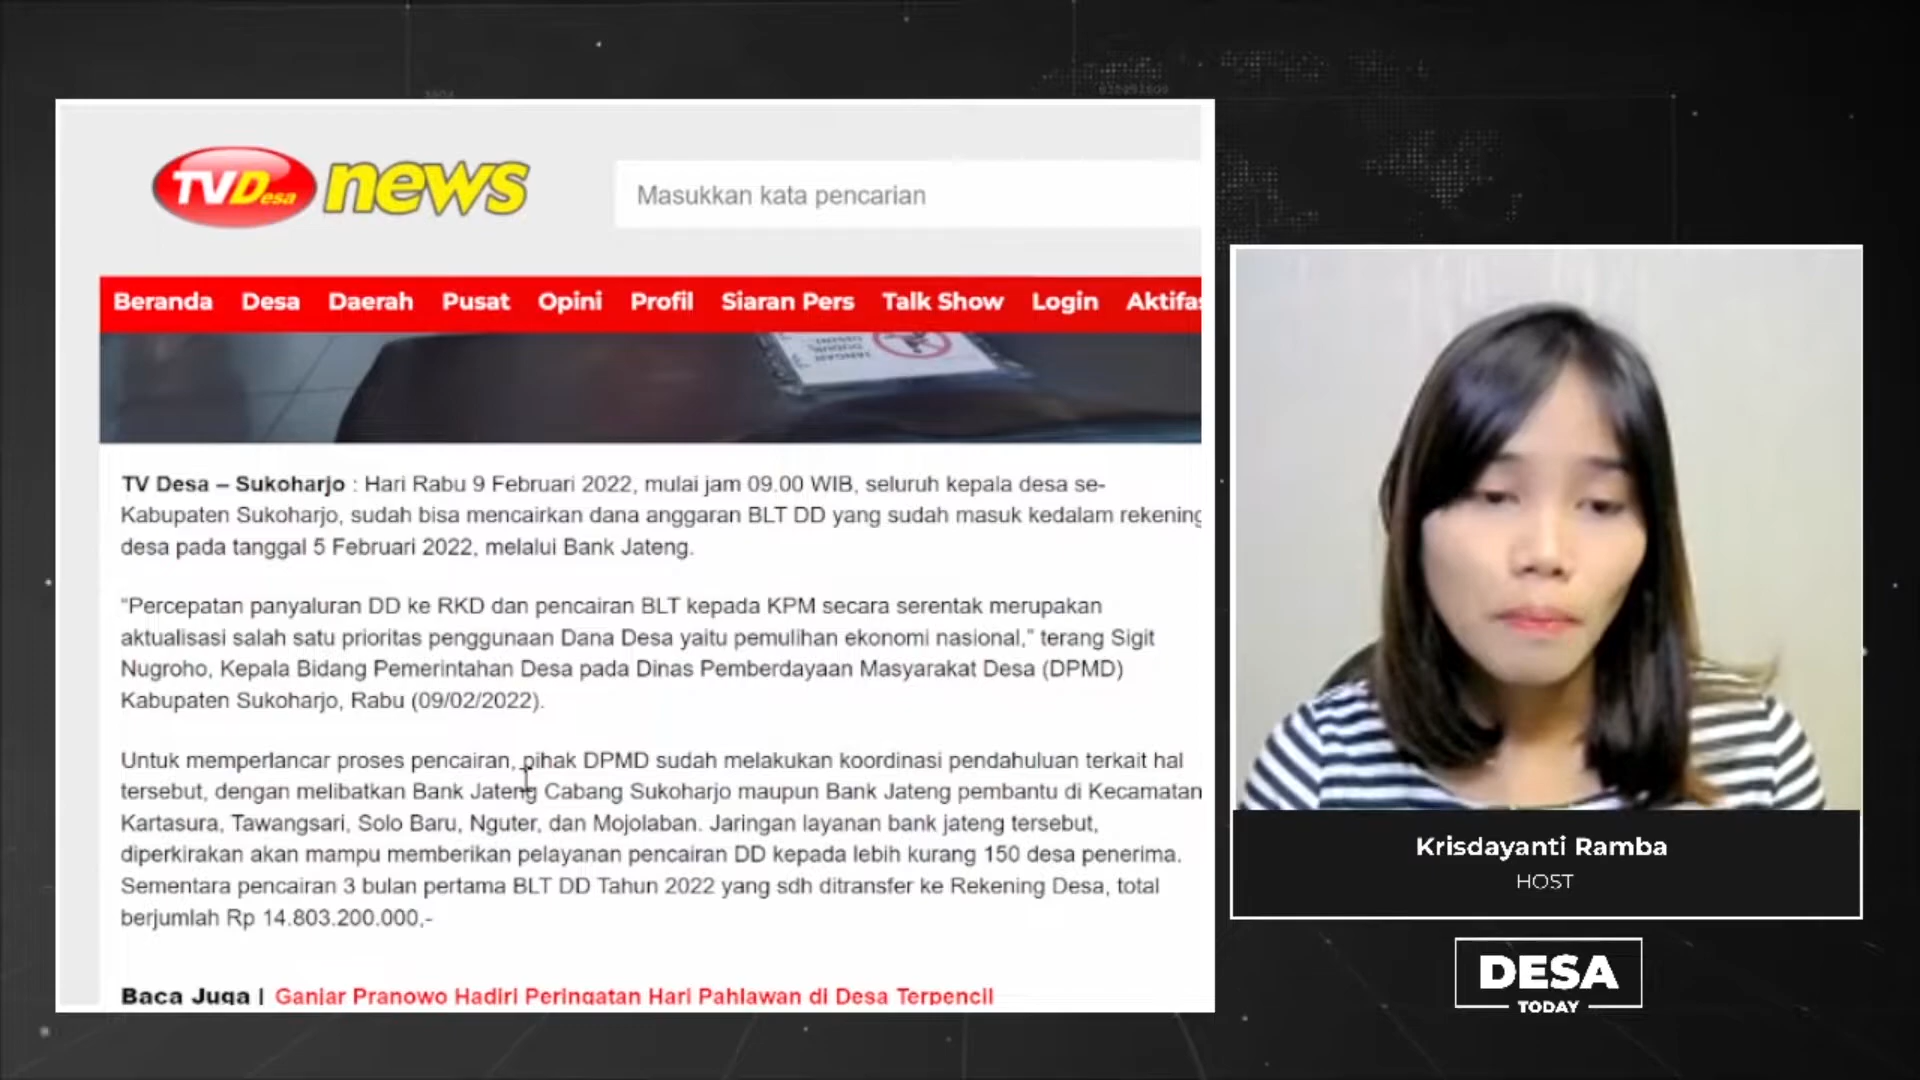 TVDesa news
Masukkan kata pencarian
Beranda Desa Daerah Pusat Opini Profil Siaran Pers Talk Show Login Aktifas
JANGAN
DUDUK
DISINI
TV Desa – Sukoharjo : Hari Rabu 9 Februari 2022, mulai jam 09.00 WIB, seluruh kepala desa se-
Kabupaten Sukoharjo, sudah bisa mencairkan dana anggaran BLT DD yang sudah masuk kedalam rekening
desa pada tanggal 5 Februari 2022, melalui Bank Jateng.
“Percepatan panyaluran DD ke RKD dan pencairan BLT kepada KPM secara serentak merupakan
aktualisasi salah satu prioritas penggunaan Dana Desa yaitu pemulihan ekonomi nasional,” terang Sigit
Nugroho, Kepala Bidang Pemerintahan Desa pada Dinas Pemberdayaan Masyarakat Desa (DPMD)
Kabupaten Sukoharjo, Rabu (09/02/2022).
Untuk memperlancar proses pencairan, pihak DPMD sudah melakukan koordinasi pendahuluan terkait hal
tersebut, dengan melibatkan Bank Jateng Cabang Sukoharjo maupun Bank Jateng pembantu di Kecamatan
Kartasura, Tawangsari, Solo Baru, Nguter, dan Mojolaban. Jaringan layanan bank jateng tersebut,
diperkirakan akan mampu memberikan pelayanan pencairan DD kepada lebih kurang 150 desa penerima.
Sementara pencairan 3 bulan pertama BLT DD Tahun 2022 yang sdh ditransfer ke Rekening Desa, total
berjumlah Rp 14.803.200.000,-
Baca Juga | Ganjar Pranowo Hadiri Peringatan Hari Pahlawan di Desa Terpencil
Krisdayanti Ramba
HOST
DESA
TODAY